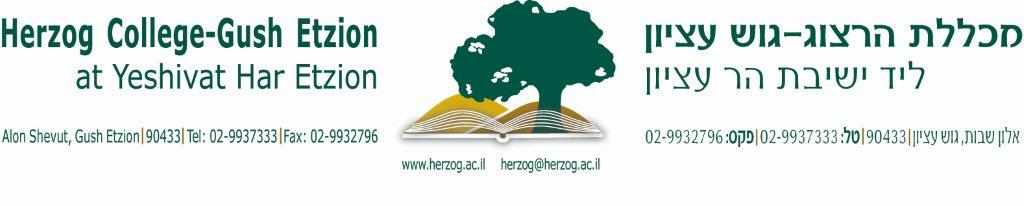 Herzog College-Gush Etzion
at Yeshivat Har Etzion
Alon Shevut, Gush Etzion|90433|Tel: 02-9937333|Fax: 02-9932796
www.herzog.ac.il herzog@herzog.ac.il
מכללת הרצוג-גוש עציון
ליד ישיבת הר עציון
אלון שבות, גוש עציון|90433|טל: 02-9937333|פקס: 02-9932796